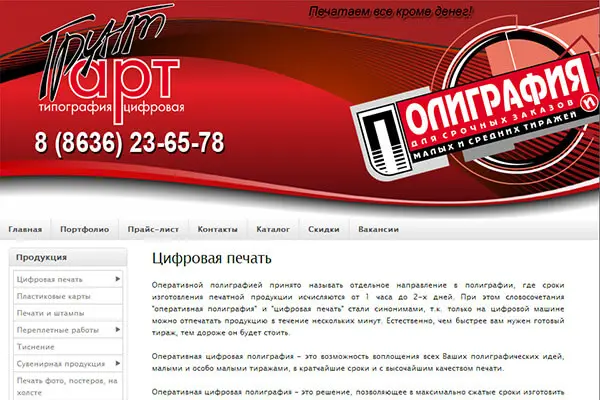 Печатаем все кроме денег!
Принт
арт
типография цифровая
8 (8636) 23-65-78
ПОЛИГРАФИЯ
ДЛЯ СРОЧНЫХ ЗАКАЗОВ И
МАЛЫХ И СРЕДНИХ ТИРАЖЕЙ
Главная Портфолио Прайс-лист Контакты Каталог Скидки Вакансии
Продукция
Цифровая печать
Пластиковые карты
Печати и штампы
Переплетные работы
Тиснение
Сувенирная продукция
Печать фото, постеров, на
холсте
Цифровая печать
Оперативной полиграфией принято называть отдельное направление в полиграфии, где сроки
изготовления печатной продукции исчисляются от 1 часа до 2-х дней. При этом словосочетания
"оперативная полиграфия" и "цифровая печать" стали синонимами, т.к. только на цифровой машине
можно отпечатать продукцию в течение нескольких минут. Естественно, чем быстрее вам нужен готовый
тираж, тем дороже он будет стоить.
Оперативная цифровая полиграфия - это возможность воплощения всех Ваших полиграфических идей,
малыми и особо малыми тиражами, в кратчайшие сроки и с высочайшим качеством печати.
Оперативная цифровая полиграфия - это решение, позволяющее в максимально сжатые сроки изготовить